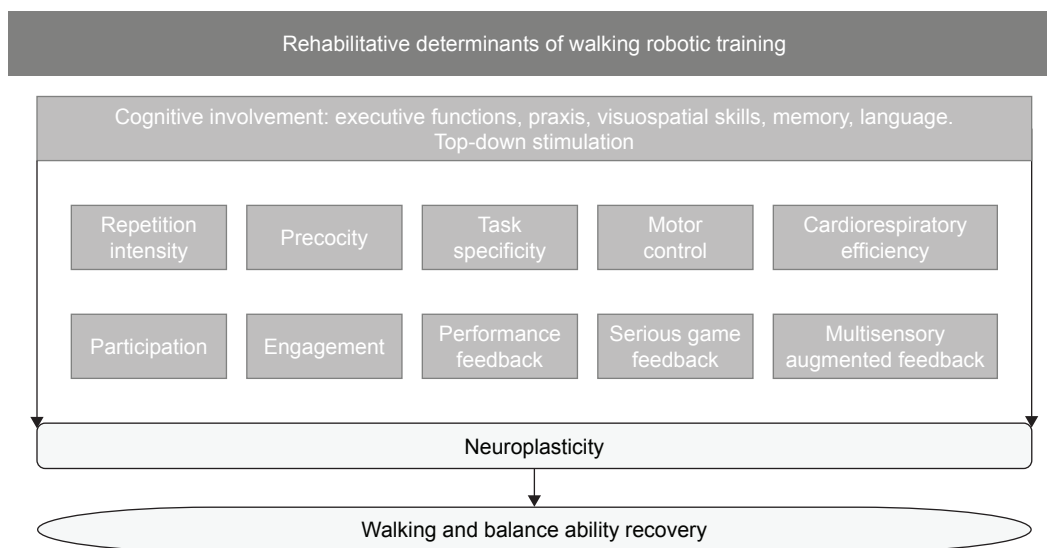 Rehabilitative determinants of walking robotic training
Cognitive involvement: executive functions, praxis, visuospatial skills, memory, language.
Top-down stimulation
Repetition
intensity
Precocity
Task
specificity
Motor
control
Cardiorespiratory
efficiency
Participation
Engagement
Performance
feedback
Serious game
feedback
Multisensory
augmented feedback
Neuroplasticity
Walking and balance ability recovery